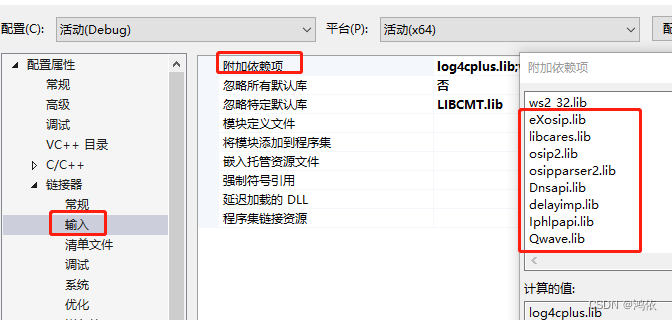 配置(C):
活动(Debug)
平台(P):
活动(x64)
配置属性
常规
高级
调试
VC++ 目录
C/C++
链接器
常规
输入
清单文件
调试
系统
优化
附加依赖项
log4cplus.lib;
忽略所有默认库
否
忽略特定默认库
LIBCMT.lib
模块定义文件
将模块添加到程序集
嵌入托管资源文件
强制符号引用
延迟加载的 DLL
程序集链接资源
附加依赖项
ws2_32.lib
eXosip.lib
libcares.lib
osip2.lib
osipparser2.lib
Dnsapi.lib
delayimp.lib
Iphlpapi.lib
Qwave.lib
计算的值:
log4cplus.lib
CSDN @鸿依